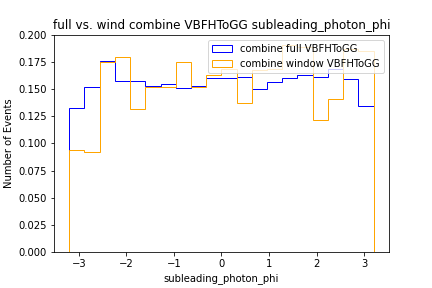 full vs. wind combine VBFHToGG subleading_photon_phi
0.200
0.175
0.150
0.125
0.100
0.075
0.050
0.025
0.000
Number of Events
combine full VBFHToGG
combine window VBFHToGG
−3 −2 −1 0 1 2 3
subleading_photon_phi